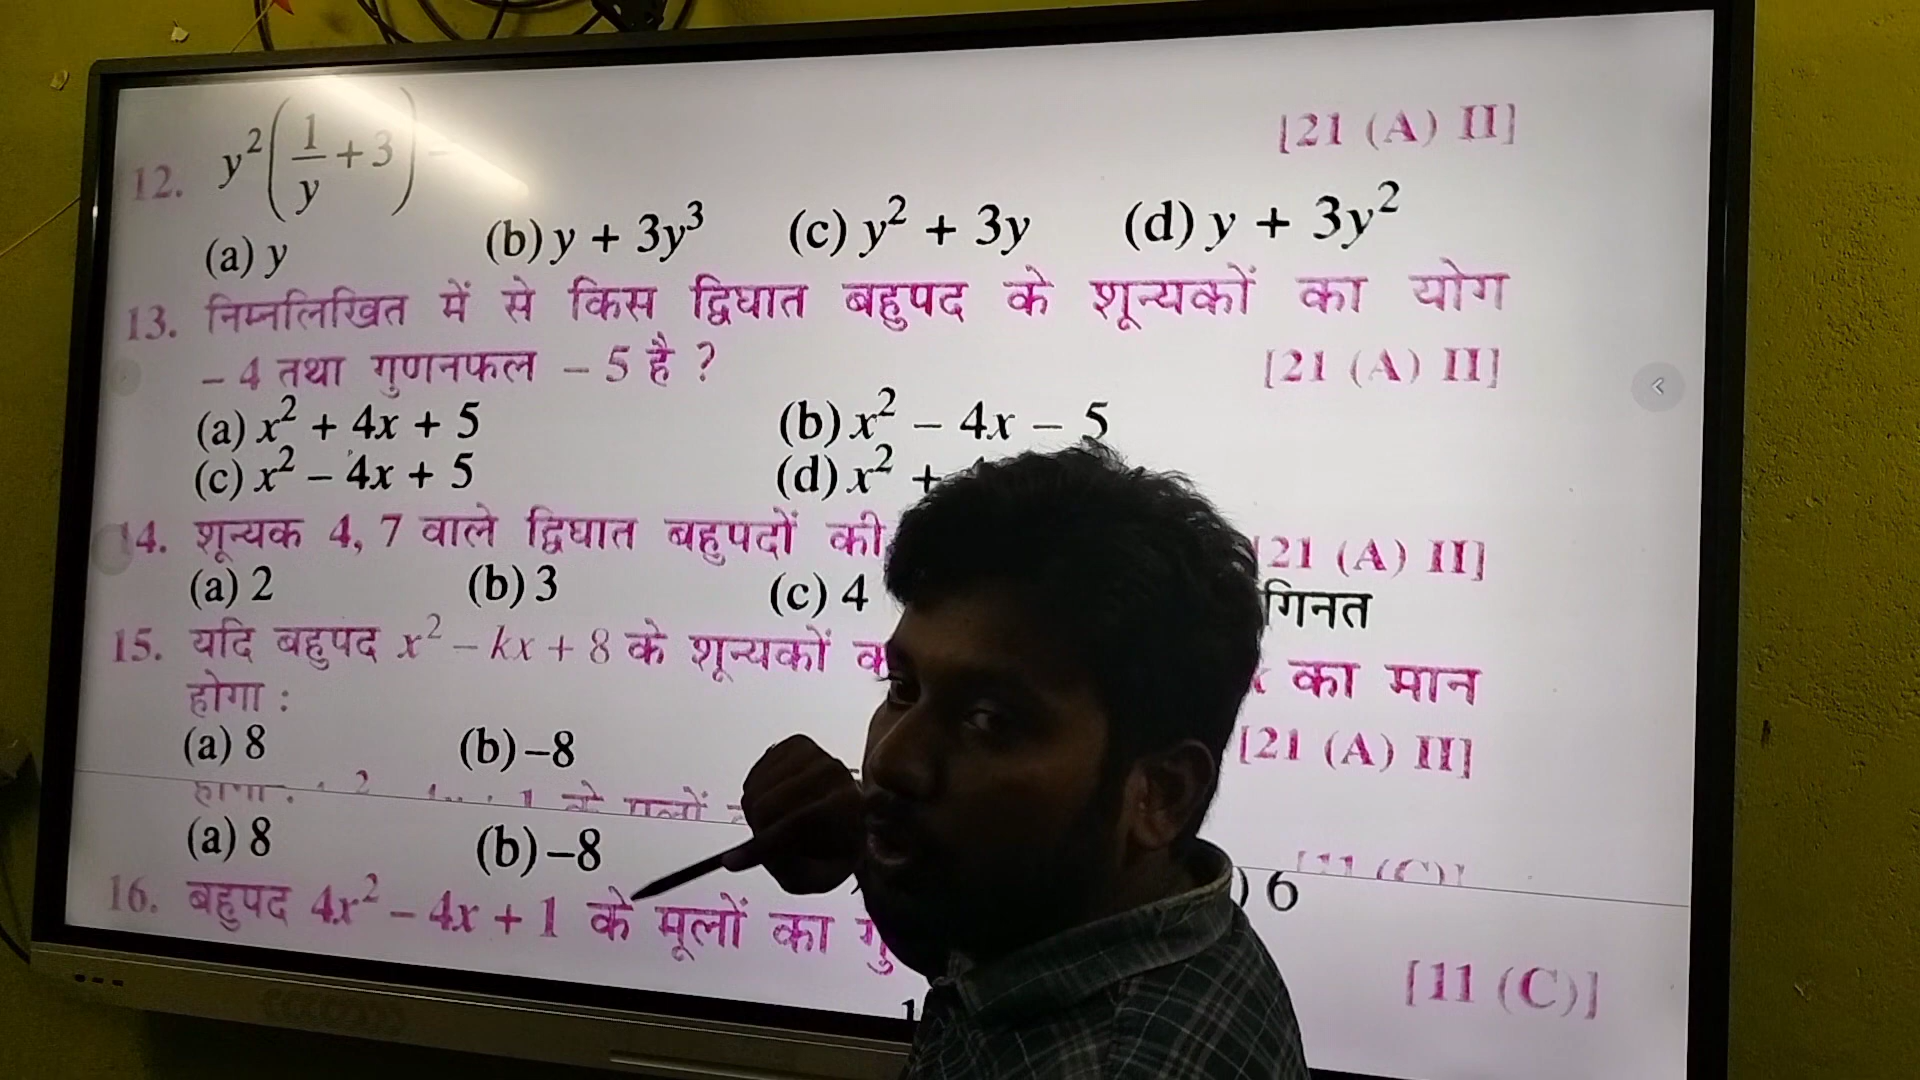 12. y²(1/y + 3) = [21 (A) II]
(a) y (b) y + 3y³ (c) y² + 3y (d) y + 3y²
13. निम्नलिखित में से किस द्विघात बहुपद के शून्यकों का योग
– 4 तथा गुणनफल – 5 है ? [21 (A) II]
(a) x² + 4x + 5 (b) x² – 4x – 5
(c) x² – 4x + 5 (d) x² +
14. शून्यक 4, 7 वाले द्विघात बहुपदों की [21 (A) II]
(a) 2 (b) 3 (c) 4 गिनत
15. यदि बहुपद x² – kx + 8 के शून्यकों का मान
होगा :
[21 (A) II]
(a) 8 (b) –8
(a) 8 (b) –8 ) 6
16. बहुपद 4x² – 4x + 1 के मूलों का
[11 (C)]